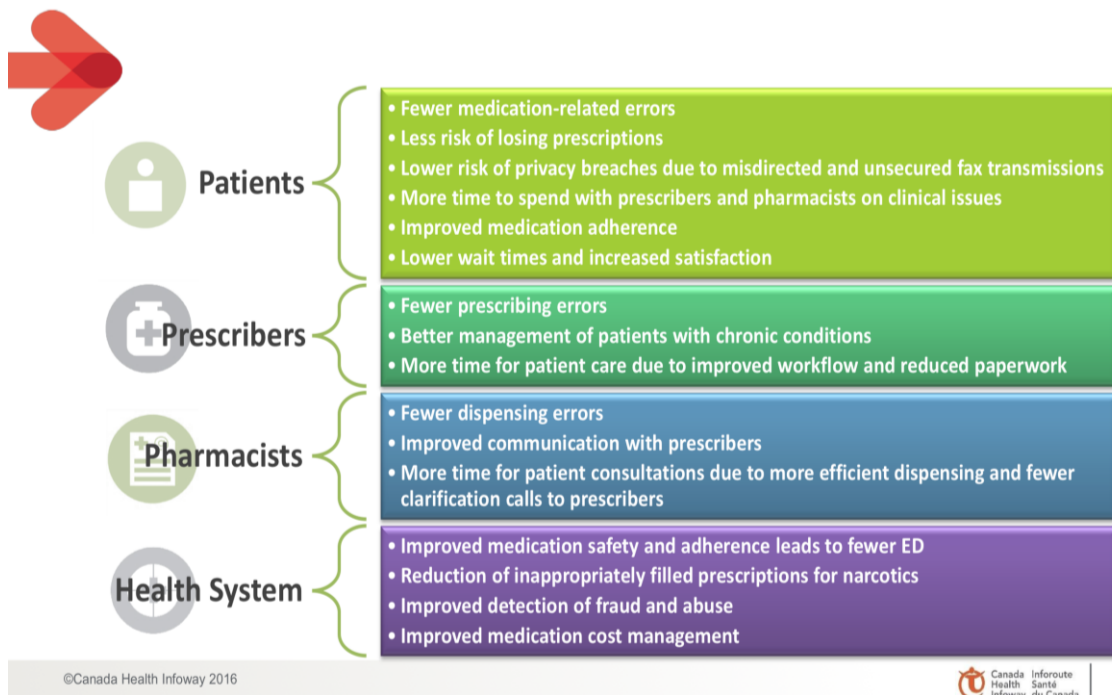 Patients
• Fewer medication-related errors
• Less risk of losing prescriptions
• Lower risk of privacy breaches due to misdirected and unsecured fax transmissions
• More time to spend with prescribers and pharmacists on clinical issues
• Improved medication adherence
• Lower wait times and increased satisfaction
Prescribers
• Fewer prescribing errors
• Better management of patients with chronic conditions
• More time for patient care due to improved workflow and reduced paperwork
Pharmacists
• Fewer dispensing errors
• Improved communication with prescribers
• More time for patient consultations due to more efficient dispensing and fewer
clarification calls to prescribers
Health System
• Improved medication safety and adherence leads to fewer ED
• Reduction of inappropriately filled prescriptions for narcotics
• Improved detection of fraud and abuse
• Improved medication cost management
©Canada Health Infoway 2016
Canada Inforoute
Health Santé
Infoway du Canada